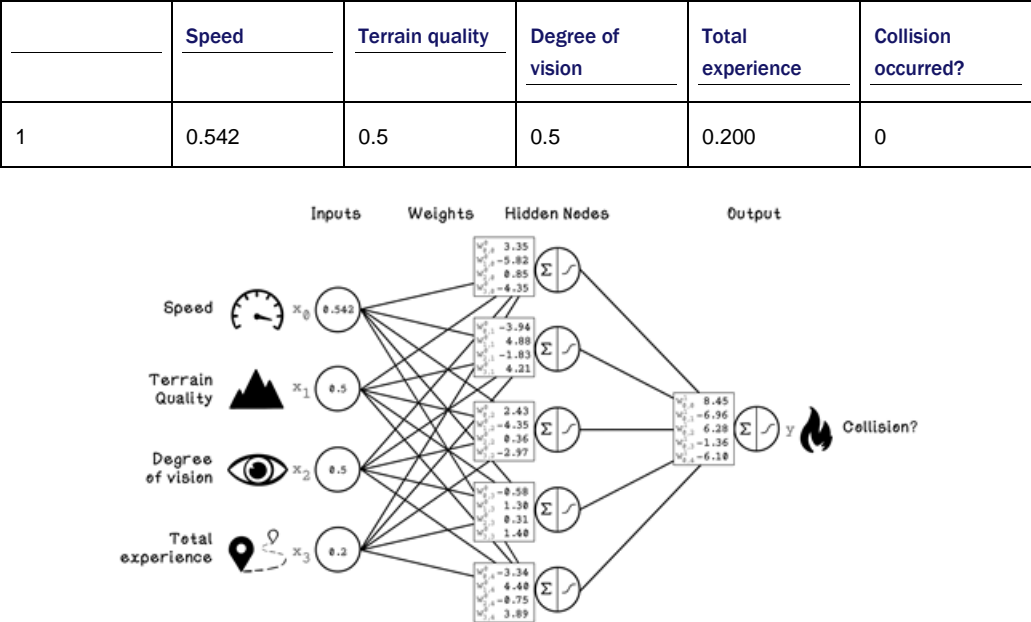 Speed Terrain quality Degree of vision Total experience Collision occurred?
1 0.542 0.5 0.5 0.200 0
Inputs Weights Hidden Nodes Output
Speed x0 0.542
Terrain Quality x1 0.5
Degree of vision x2 0.5
Total experience x3 0.2
3.35
-5.82
0.85
-4.35
-3.94
4.88
-1.83
4.21
2.43
-4.35
0.36
-2.97
-0.58
1.30
0.31
1.40
-3.34
4.40
-0.75
3.89
Σ
Σ
Σ
Σ
Σ
8.45
-6.96
6.28
-1.36
-6.10
Σ
y Collision?